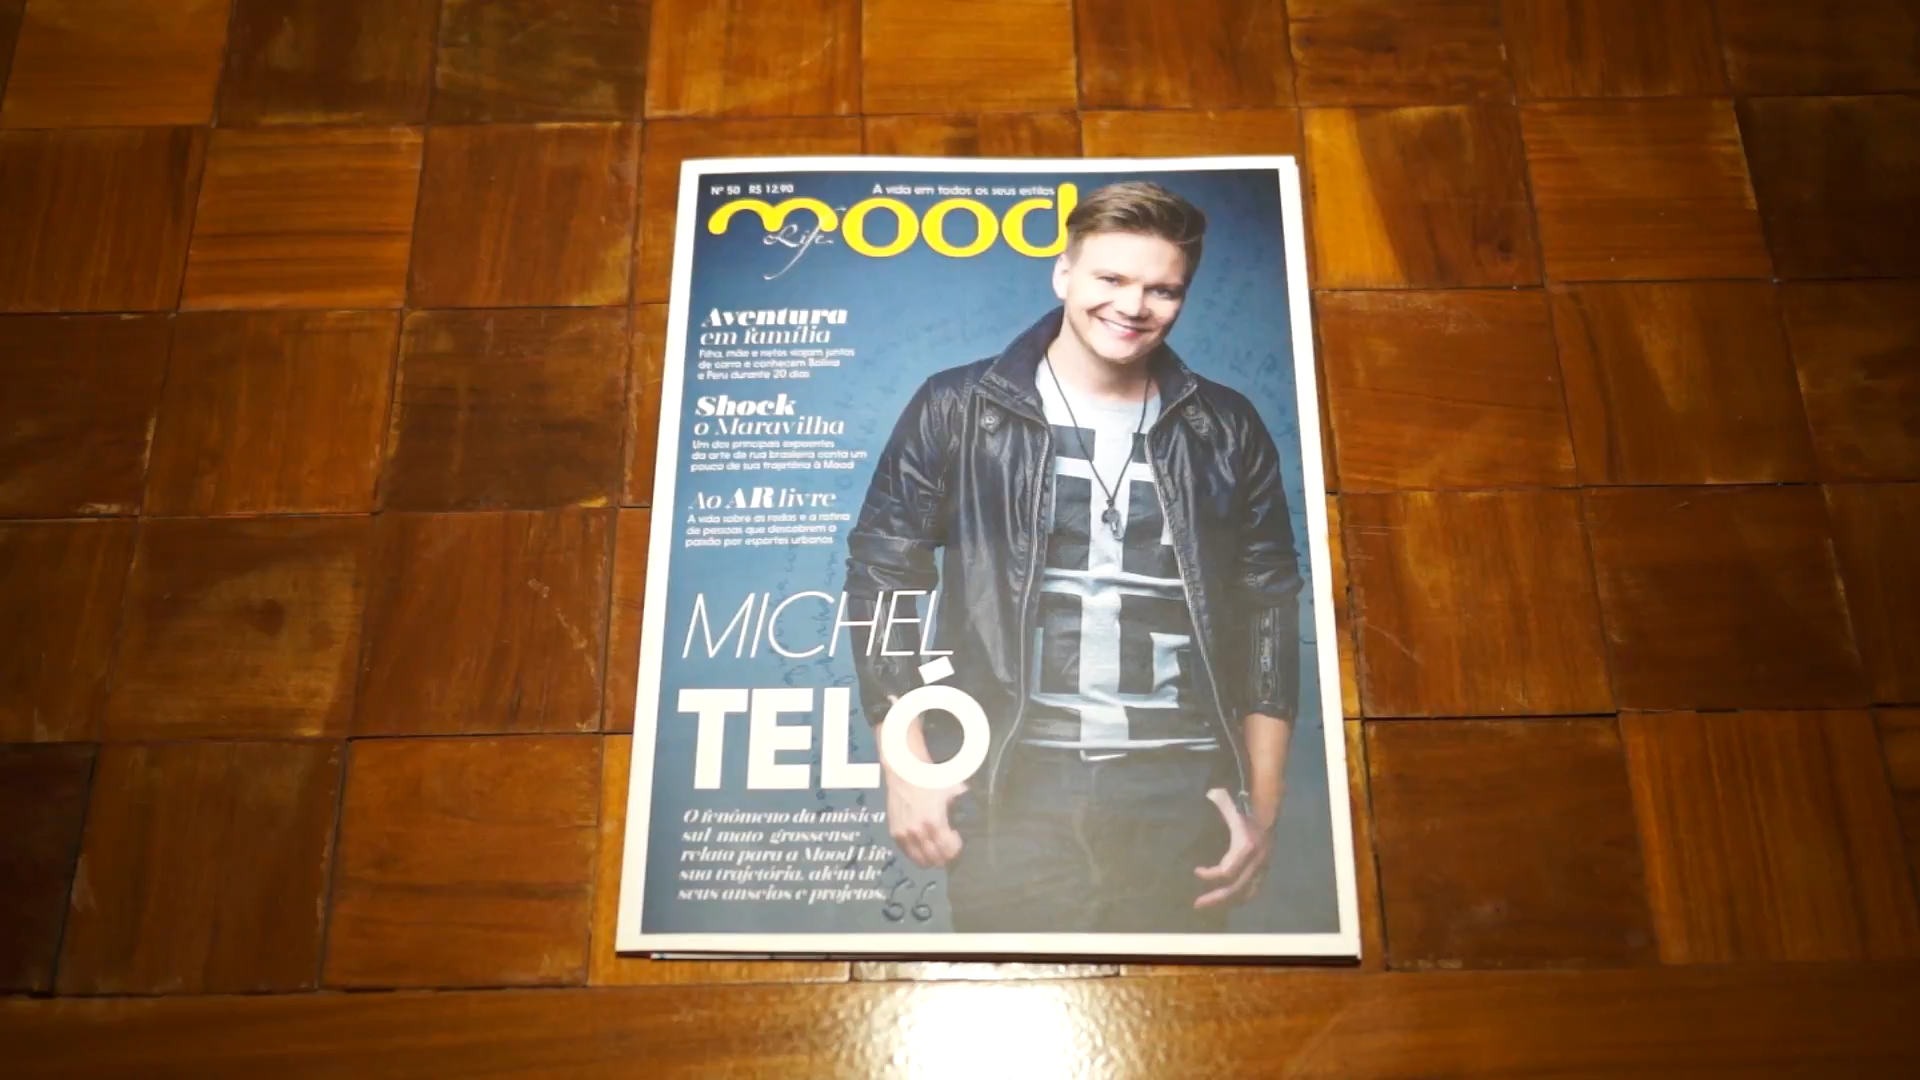 Nº 50 R$ 12,90
A vida em todos os seus estilos
mood
Life
Aventura
em família
Filha, mãe e netos viajam juntos
de carro e conhecem Bolívia
e Peru durante 20 dias
Shock
o Maravilha
Um dos principais expoentes
da arte de rua brasileira conta um
pouco de sua trajetória à Mood
Ao AR livre
A vida sobre as rodas e a rotina
de pessoas que descobrem a
paixão por esportes urbanos
MICHEL
TELÓ
O fenômeno da música
sul mato grossense
relata para a Mood Life
sua trajetória, além de
seus anseios e projetos.
66